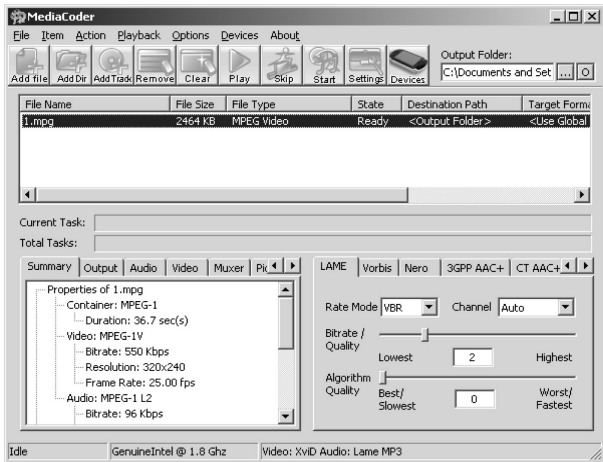 MediaCoder
File Item Action Playback Options Devices About
Output Folder:
Add file Add Dir Add Track Remove Clear Play Skip Start Settings Devices C:\Documents and Set ... O
File Name File Size File Type State Destination Path Target Forma
1.mpg 2464 KB MPEG Video Ready <Output Folder> <Use Global
Current Task:
Total Tasks:
Summary Output Audio Video Muxer Pic
Properties of 1.mpg
Container: MPEG-1
Duration: 36.7 sec(s)
Video: MPEG-1V
Bitrate: 550 Kbps
Resolution: 320x240
Frame Rate: 25.00 fps
Audio: MPEG-1 L2
Bitrate: 96 Kbps
LAME Vorbis Nero 3GPP AAC+ CT AAC+
Rate Mode VBR Channel Auto
Bitrate /
Quality
Lowest 2 Highest
Algorithm
Quality
Best/
Slowest
0
Worst/
Fastest
Idle GenuineIntel @ 1.8 Ghz Video: XviD Audio: Lame MP3